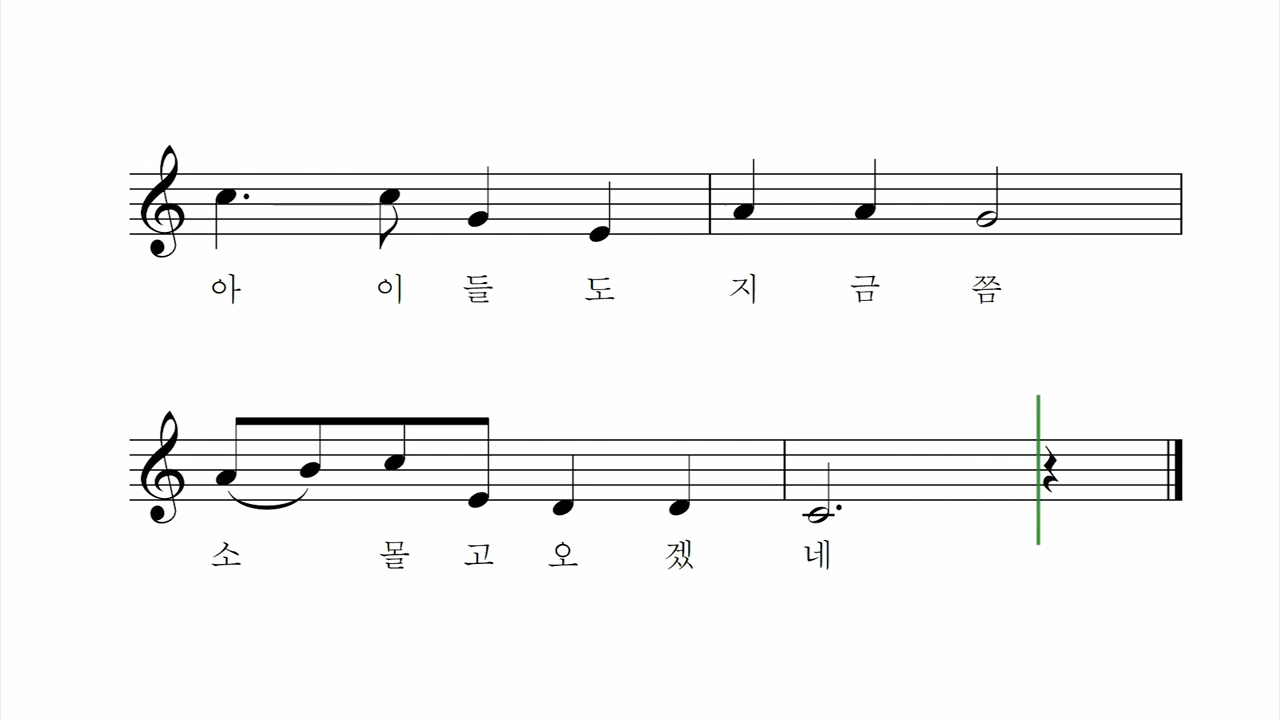 아 이 들 도 지 금 쯤
소 몰 고 오 겠 네